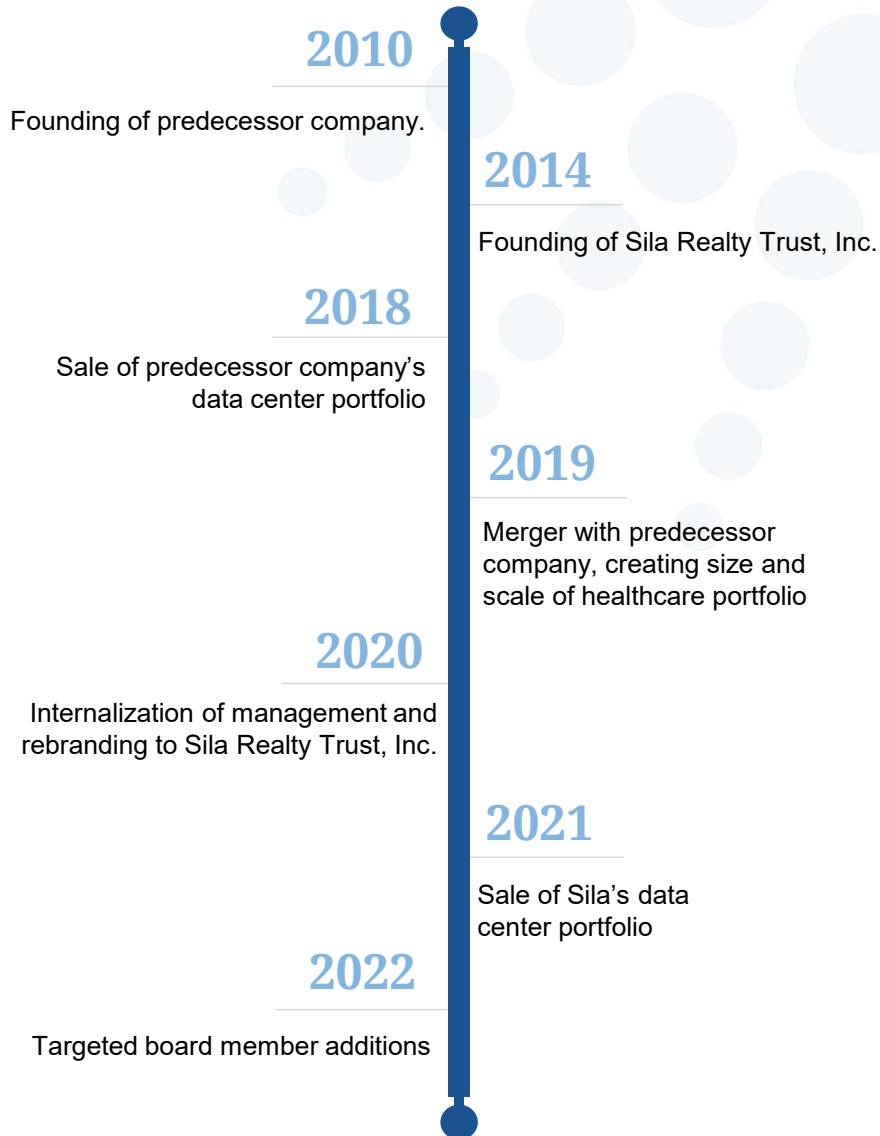 2010
Founding of predecessor company.
2014
Founding of Sila Realty Trust, Inc.
2018
Sale of predecessor company’s
data center portfolio
2019
Merger with predecessor
company, creating size and
scale of healthcare portfolio
2020
Internalization of management and
rebranding to Sila Realty Trust, Inc.
2021
Sale of Sila’s data
center portfolio
2022
Targeted board member additions